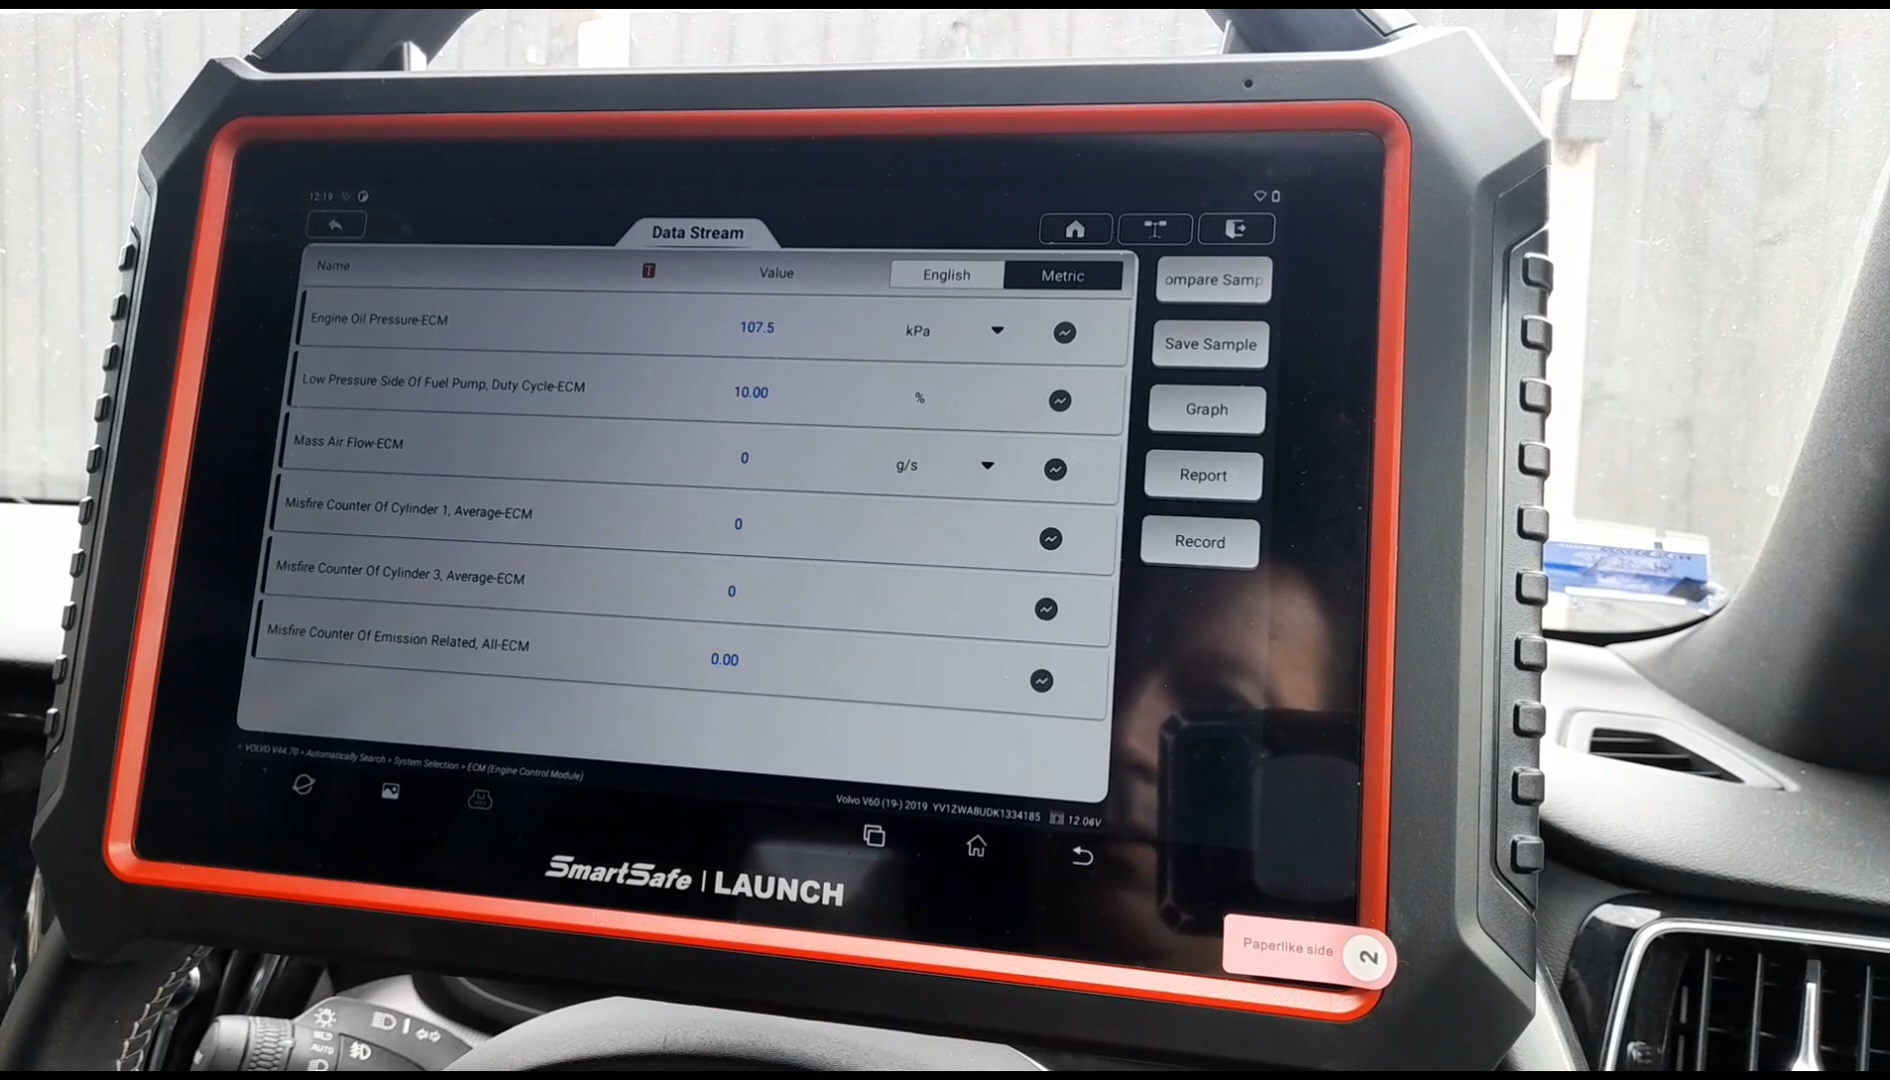 12:19
Data Stream
Name T Value English Metric
Engine Oil Pressure-ECM 107.5 kPa
Low Pressure Side Of Fuel Pump, Duty Cycle-ECM 10.00 %
Mass Air Flow-ECM 0 g/s
Misfire Counter Of Cylinder 1, Average-ECM 0
Misfire Counter Of Cylinder 3, Average-ECM 0
Misfire Counter Of Emission Related, All-ECM 0.00
ompare Samp
Save Sample
Graph
Report
Record
VOLVO V44.70 > Automatically Search > System Selection > ECM (Engine Control Module)
Volvo V60 (19-) 2019 YV1ZWA8UDK1334185 12.04V
SmartSafe | LAUNCH
Paperlike side 2
AUTO